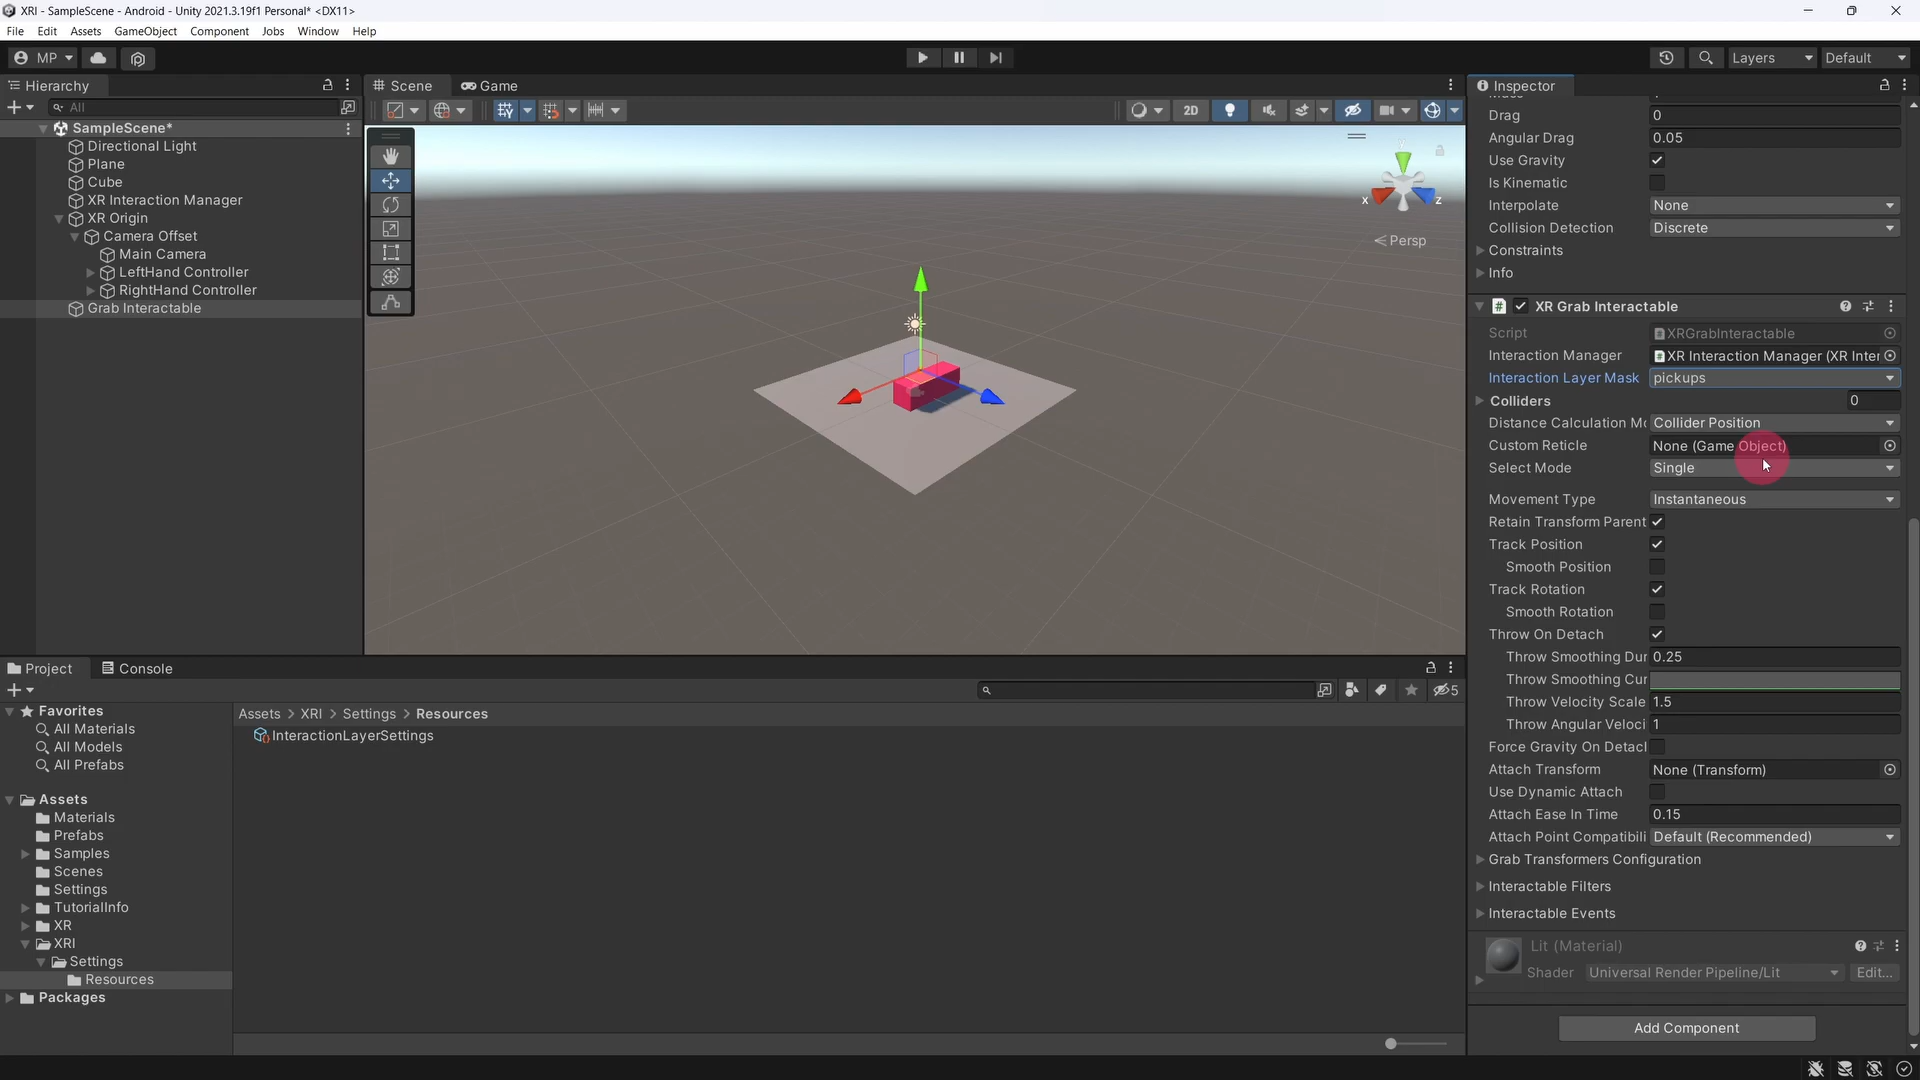 XRI - SampleScene - Android - Unity 2021.3.19f1 Personal* <DX11>
File Edit Assets GameObject Component Jobs Window Help
MP
Layers Default
Hierarchy
All
SampleScene*
Directional Light
Plane
Cube
XR Interaction Manager
XR Origin
Camera Offset
Main Camera
LeftHand Controller
RightHand Controller
Grab Interactable
Scene Game
2D
y
x z
Persp
Inspector
Drag 0
Angular Drag 0.05
Use Gravity
Is Kinematic
Interpolate None
Collision Detection Discrete
Constraints
Info
XR Grab Interactable
Script XRGrabInteractable
Interaction Manager XR Interaction Manager (XR Inter
Interaction Layer Mask pickups
Colliders 0
Distance Calculation Mo Collider Position
Custom Reticle None (Game Object)
Select Mode Single
Movement Type Instantaneous
Retain Transform Parent
Track Position
Smooth Position
Track Rotation
Smooth Rotation
Throw On Detach
Throw Smoothing Dur 0.25
Throw Smoothing Cur
Throw Velocity Scale 1.5
Throw Angular Veloci 1
Force Gravity On Detacl
Attach Transform None (Transform)
Use Dynamic Attach
Attach Ease In Time 0.15
Attach Point Compatibili Default (Recommended)
Grab Transformers Configuration
Interactable Filters
Interactable Events
Lit (Material)
Shader Universal Render Pipeline/Lit Edit...
Add Component
Project Console
5
Favorites
All Materials
All Models
All Prefabs
Assets
Materials
Prefabs
Samples
Scenes
Settings
TutorialInfo
XR
XRI
Settings
Resources
Packages
Assets > XRI > Settings > Resources
InteractionLayerSettings